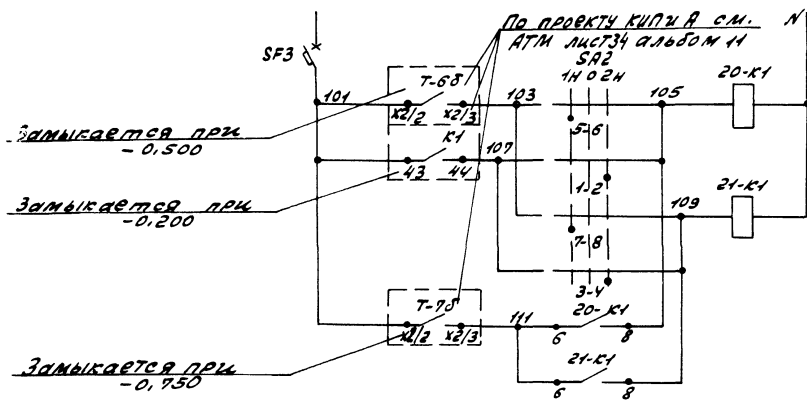 По проекту КИПиА см.
АТМ лист34 альбом 11
N
SF3
SA2
1н 0 2н
Т-6б
101
103
105
20-К1
х2/2
х2/3
Замыкается при
-0,500
К1
5-6
43
44
107
1-2
Замыкается при
-0,200
109
21-К1
7-8
3-4
Т-7б
20-К1
х2/2
х2/3
111
6
8
Замыкается при
-0,750
21-К1
6
8